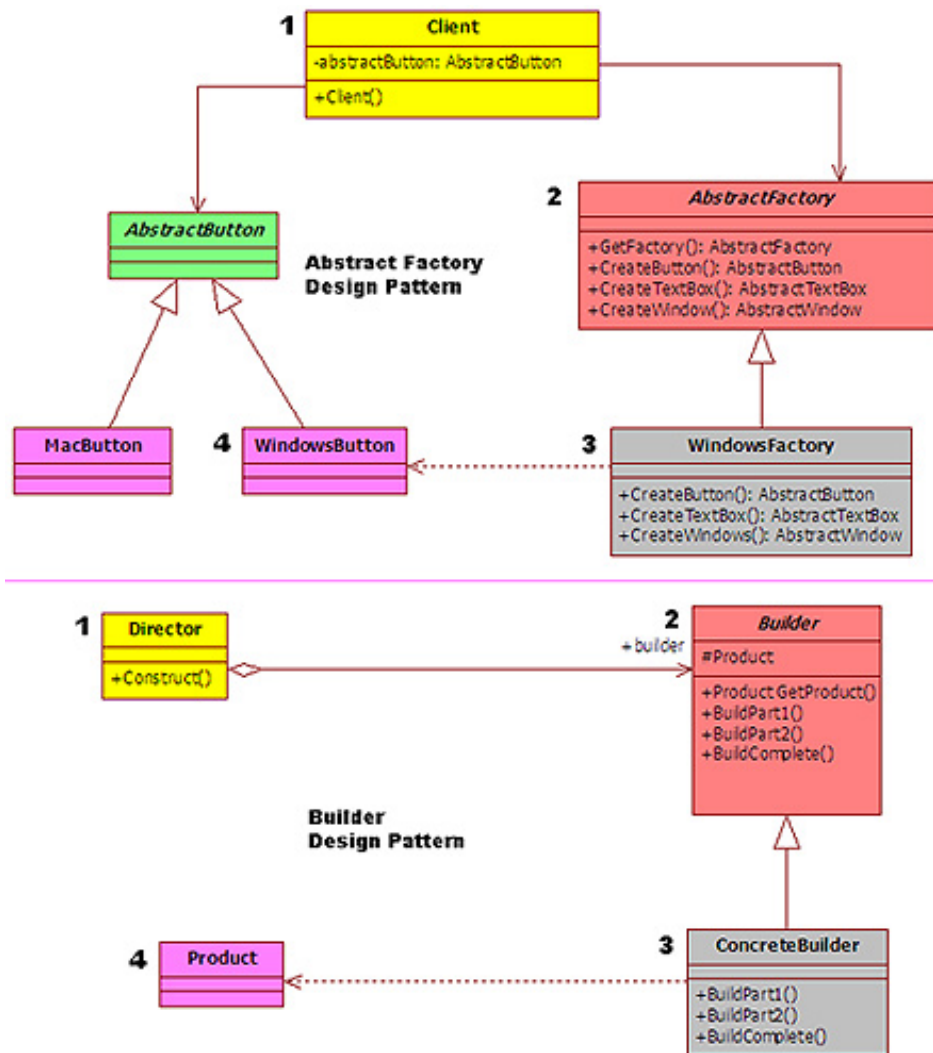 1
Client
-abstractButton: AbstractButton
+Client()
AbstractButton
Abstract Factory
Design Pattern
2
AbstractFactory
+GetFactory(): AbstractFactory
+CreateButton(): AbstractButton
+CreateTextBox(): AbstractTextBox
+CreateWindow(): AbstractWindow
MacButton
4
WindowsButton
3
WindowsFactory
+CreateButton(): AbstractButton
+CreateTextBox(): AbstractTextBox
+CreateWindows(): AbstractWindow
1
Director
+Construct()
+builder
2
Builder
#Product
+Product GetProduct()
+BuildPart1()
+BuildPart2()
+BuildComplete()
Builder
Design Pattern
4
Product
3
ConcreteBuilder
+BuildPart1()
+BuildPart2()
+BuildComplete()